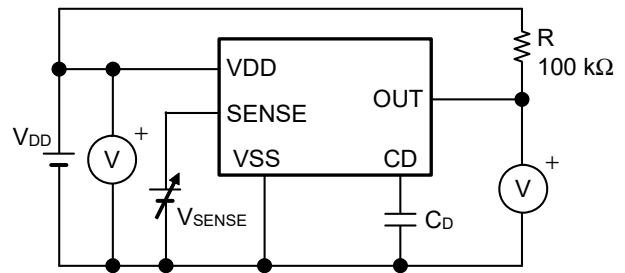 R
100 kΩ
VDD
OUT
SENSE
VDD
+
V
VSS
CD
+
V
VSENSE
CD